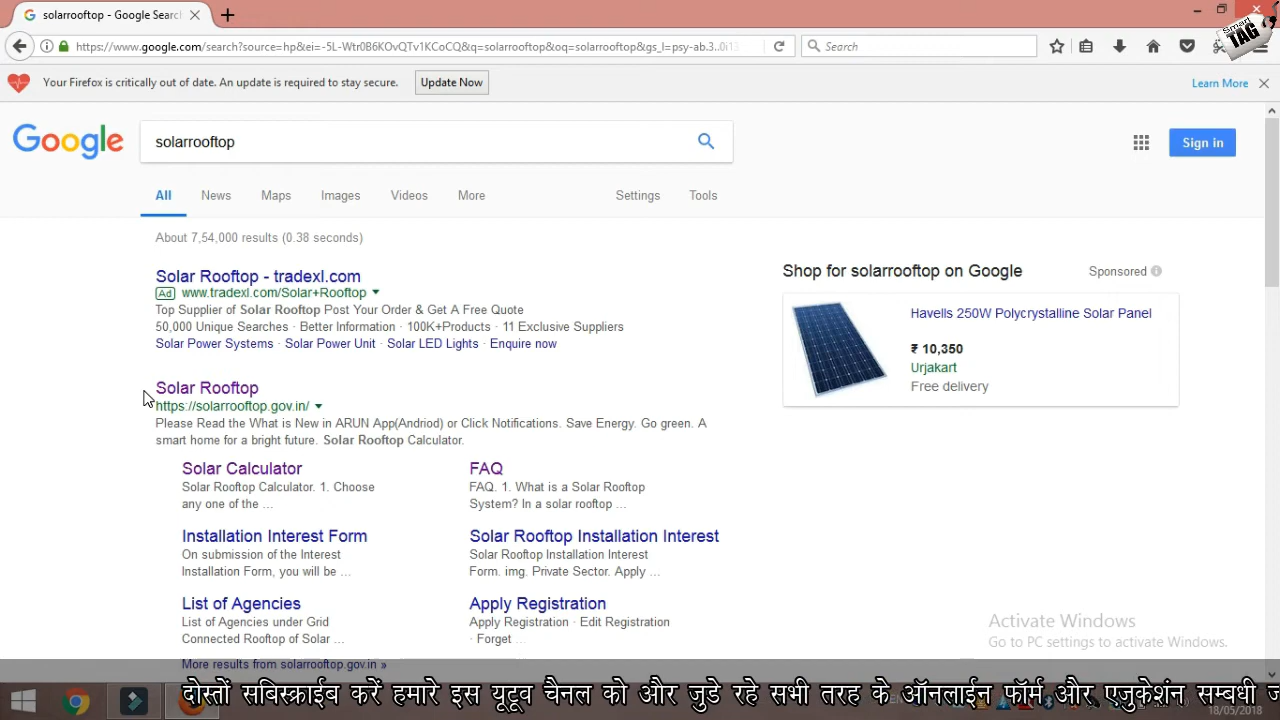 solarrooftop - Google Searc
Smart TAG
https://www.google.com/search?source=hp&ei=-5L-Wtr0B6KOvQTv1KCoCQ&q=solarrooftop&oq=solarrooftop&gs_l=psy-ab.3..0i13
Search
Your Firefox is critically out of date. An update is required to stay secure.
Update Now
Learn More
Google
solarrooftop
Sign in
All News Maps Images Videos More Settings Tools
About 7,54,000 results (0.38 seconds)
Solar Rooftop - tradexl.com
Ad www.tradexl.com/Solar+Rooftop
Top Supplier of Solar Rooftop Post Your Order & Get A Free Quote
50,000 Unique Searches · Better Information · 100K+Products · 11 Exclusive Suppliers
Solar Power Systems · Solar Power Unit · Solar LED Lights · Enquire now
Shop for solarrooftop on Google
Sponsored
Havells 250W Polycrystalline Solar Panel
₹ 10,350
Urjakart
Free delivery
Solar Rooftop
https://solarrooftop.gov.in/
Please Read the What is New in ARUN App(Andriod) or Click Notifications. Save Energy. Go green. A
smart home for a bright future. Solar Rooftop Calculator.
Solar Calculator
Solar Rooftop Calculator. 1. Choose
any one of the ...
FAQ
FAQ. 1. What is a Solar Rooftop
System? In a solar rooftop ...
Installation Interest Form
On submission of the Interest
Installation Form, you will be ...
Solar Rooftop Installation Interest
Solar Rooftop Installation Interest
Form. img. Private Sector. Apply ...
List of Agencies
List of Agencies under Grid
Connected Rooftop of Solar ...
Apply Registration
Apply Registration · Edit Registration
· Forget ...
More results from solarrooftop.gov.in »
Activate Windows
Go to PC settings to activate Windows.
दोस्तों सबिस्क्राईब करें हमारे इस यूटूव चैनल को और जुडे रहे सभी तरह के ऑनलाईन फॉर्म और एजुकेशंन सम्बधी ज
18/05/2018